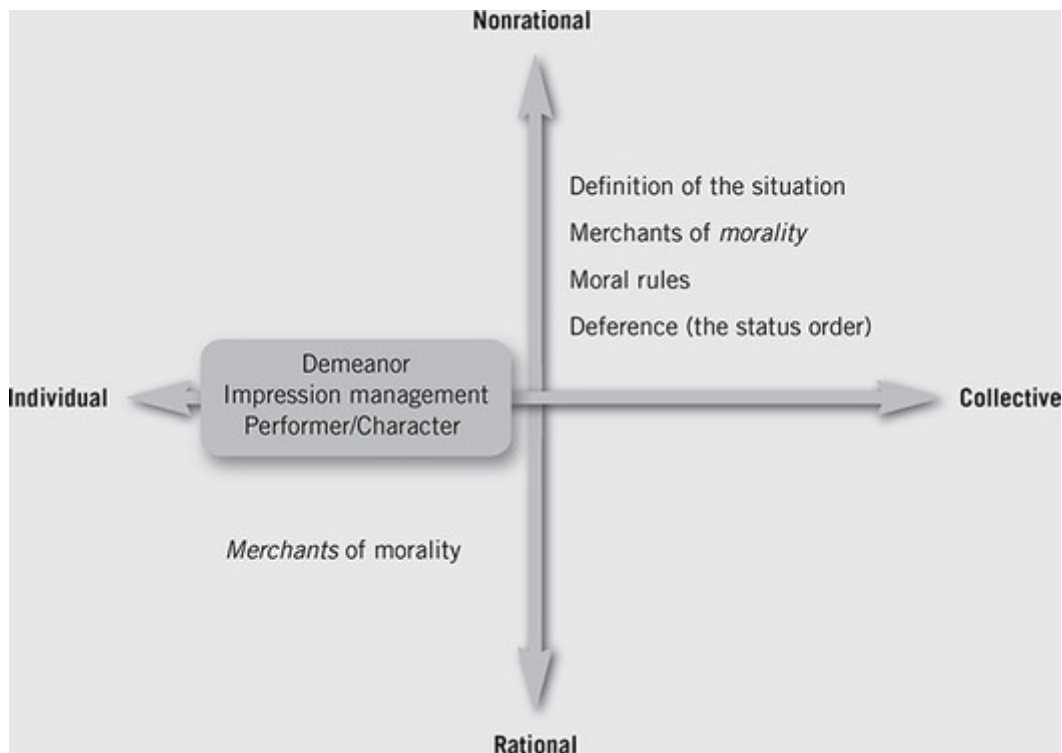 Nonrational
Definition of the situation
Merchants of morality
Moral rules
Deference (the status order)
Demeanor
Impression management
Performer/Character
Individual
Collective
Merchants of morality
Rational